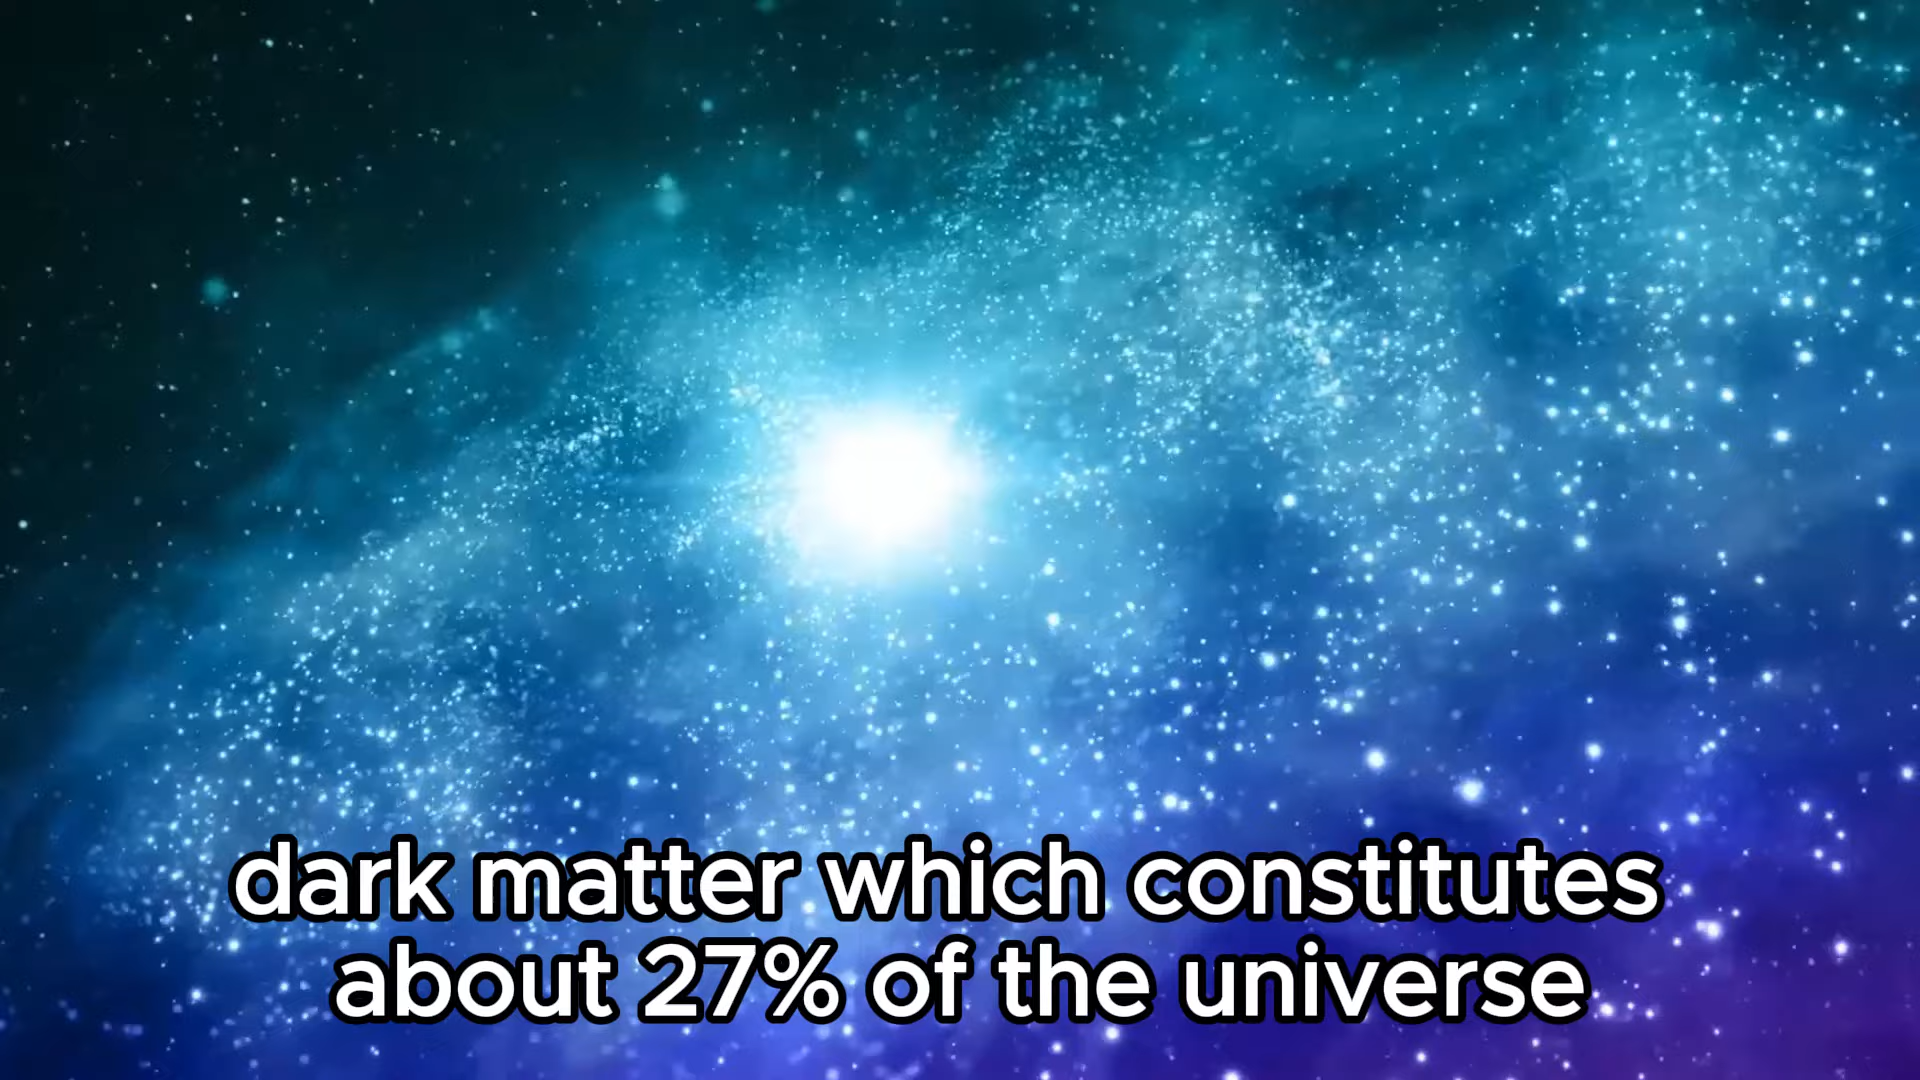 dark matter which constitutes
about 27% of the universe